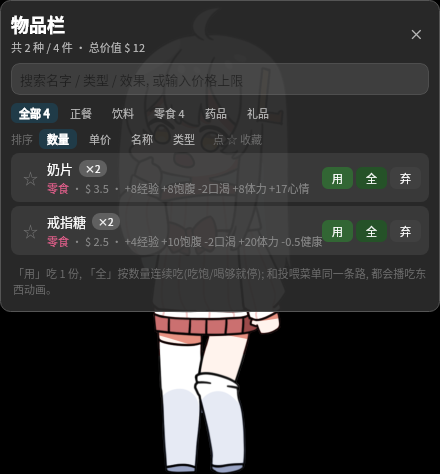 物品栏
共 2 种 / 4 件 · 总价值 $ 12
×
搜索名字 / 类型 / 效果, 或输入价格上限
全部 4 正餐 饮料 零食 4 药品 礼品
排序 数量 单价 名称 类型 点 ☆ 收藏
☆ 奶片 ×2 用 全 弃
零食 · $ 3.5 · +8经验 +8饱腹 -2口渴 +8体力 +17心情
☆ 戒指糖 ×2 用 全 弃
零食 · $ 2.5 · +4经验 +10饱腹 -2口渴 +20体力 -0.5健康
「用」吃 1 份, 「全」按数量连续吃(吃饱/喝够就停); 和投喂菜单同一条路, 都会播吃东
西动画。